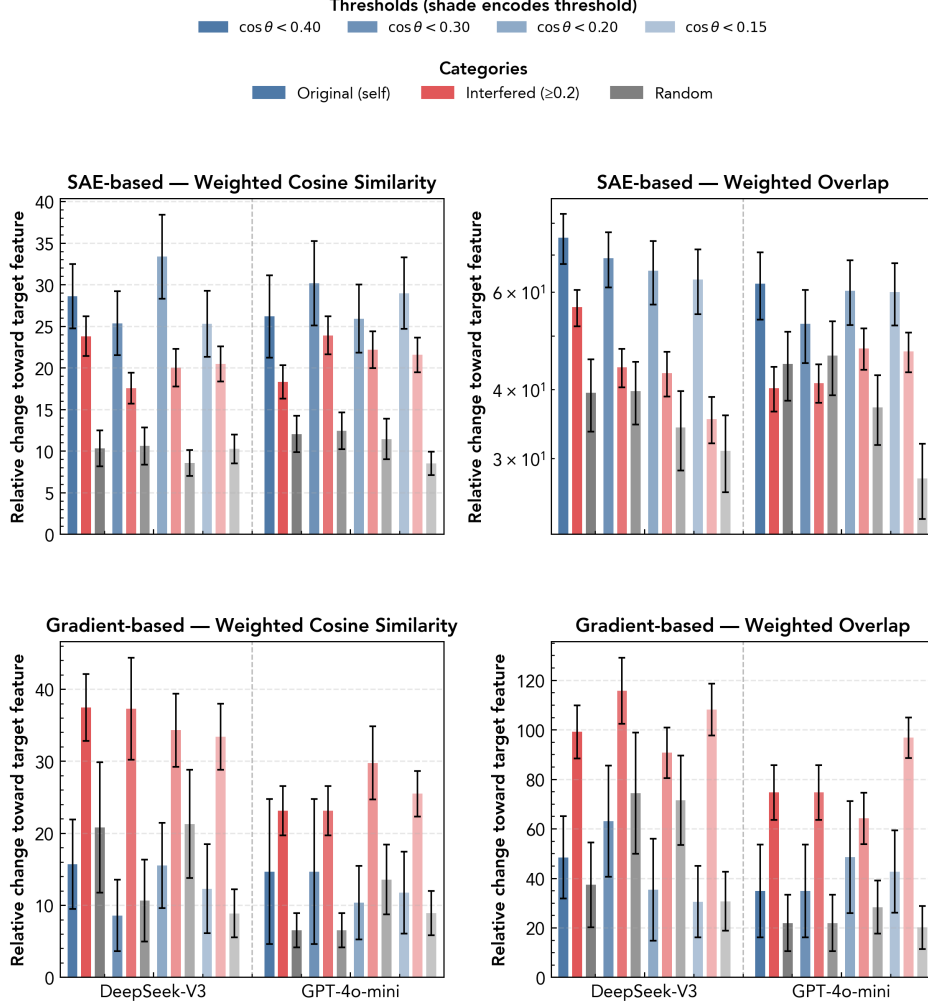 Thresholds (shade encodes threshold)
cos θ < 0.40 cos θ < 0.30 cos θ < 0.20 cos θ < 0.15
Categories
Original (self) Interfered (≥0.2) Random
SAE-based — Weighted Cosine Similarity
Relative change toward target feature
40
35
30
25
20
15
10
5
0
SAE-based — Weighted Overlap
Relative change toward target feature
6 × 10¹
4 × 10¹
3 × 10¹
Gradient-based — Weighted Cosine Similarity
Relative change toward target feature
40
30
20
10
0
DeepSeek-V3 GPT-4o-mini
Gradient-based — Weighted Overlap
Relative change toward target feature
120
100
80
60
40
20
0
DeepSeek-V3 GPT-4o-mini